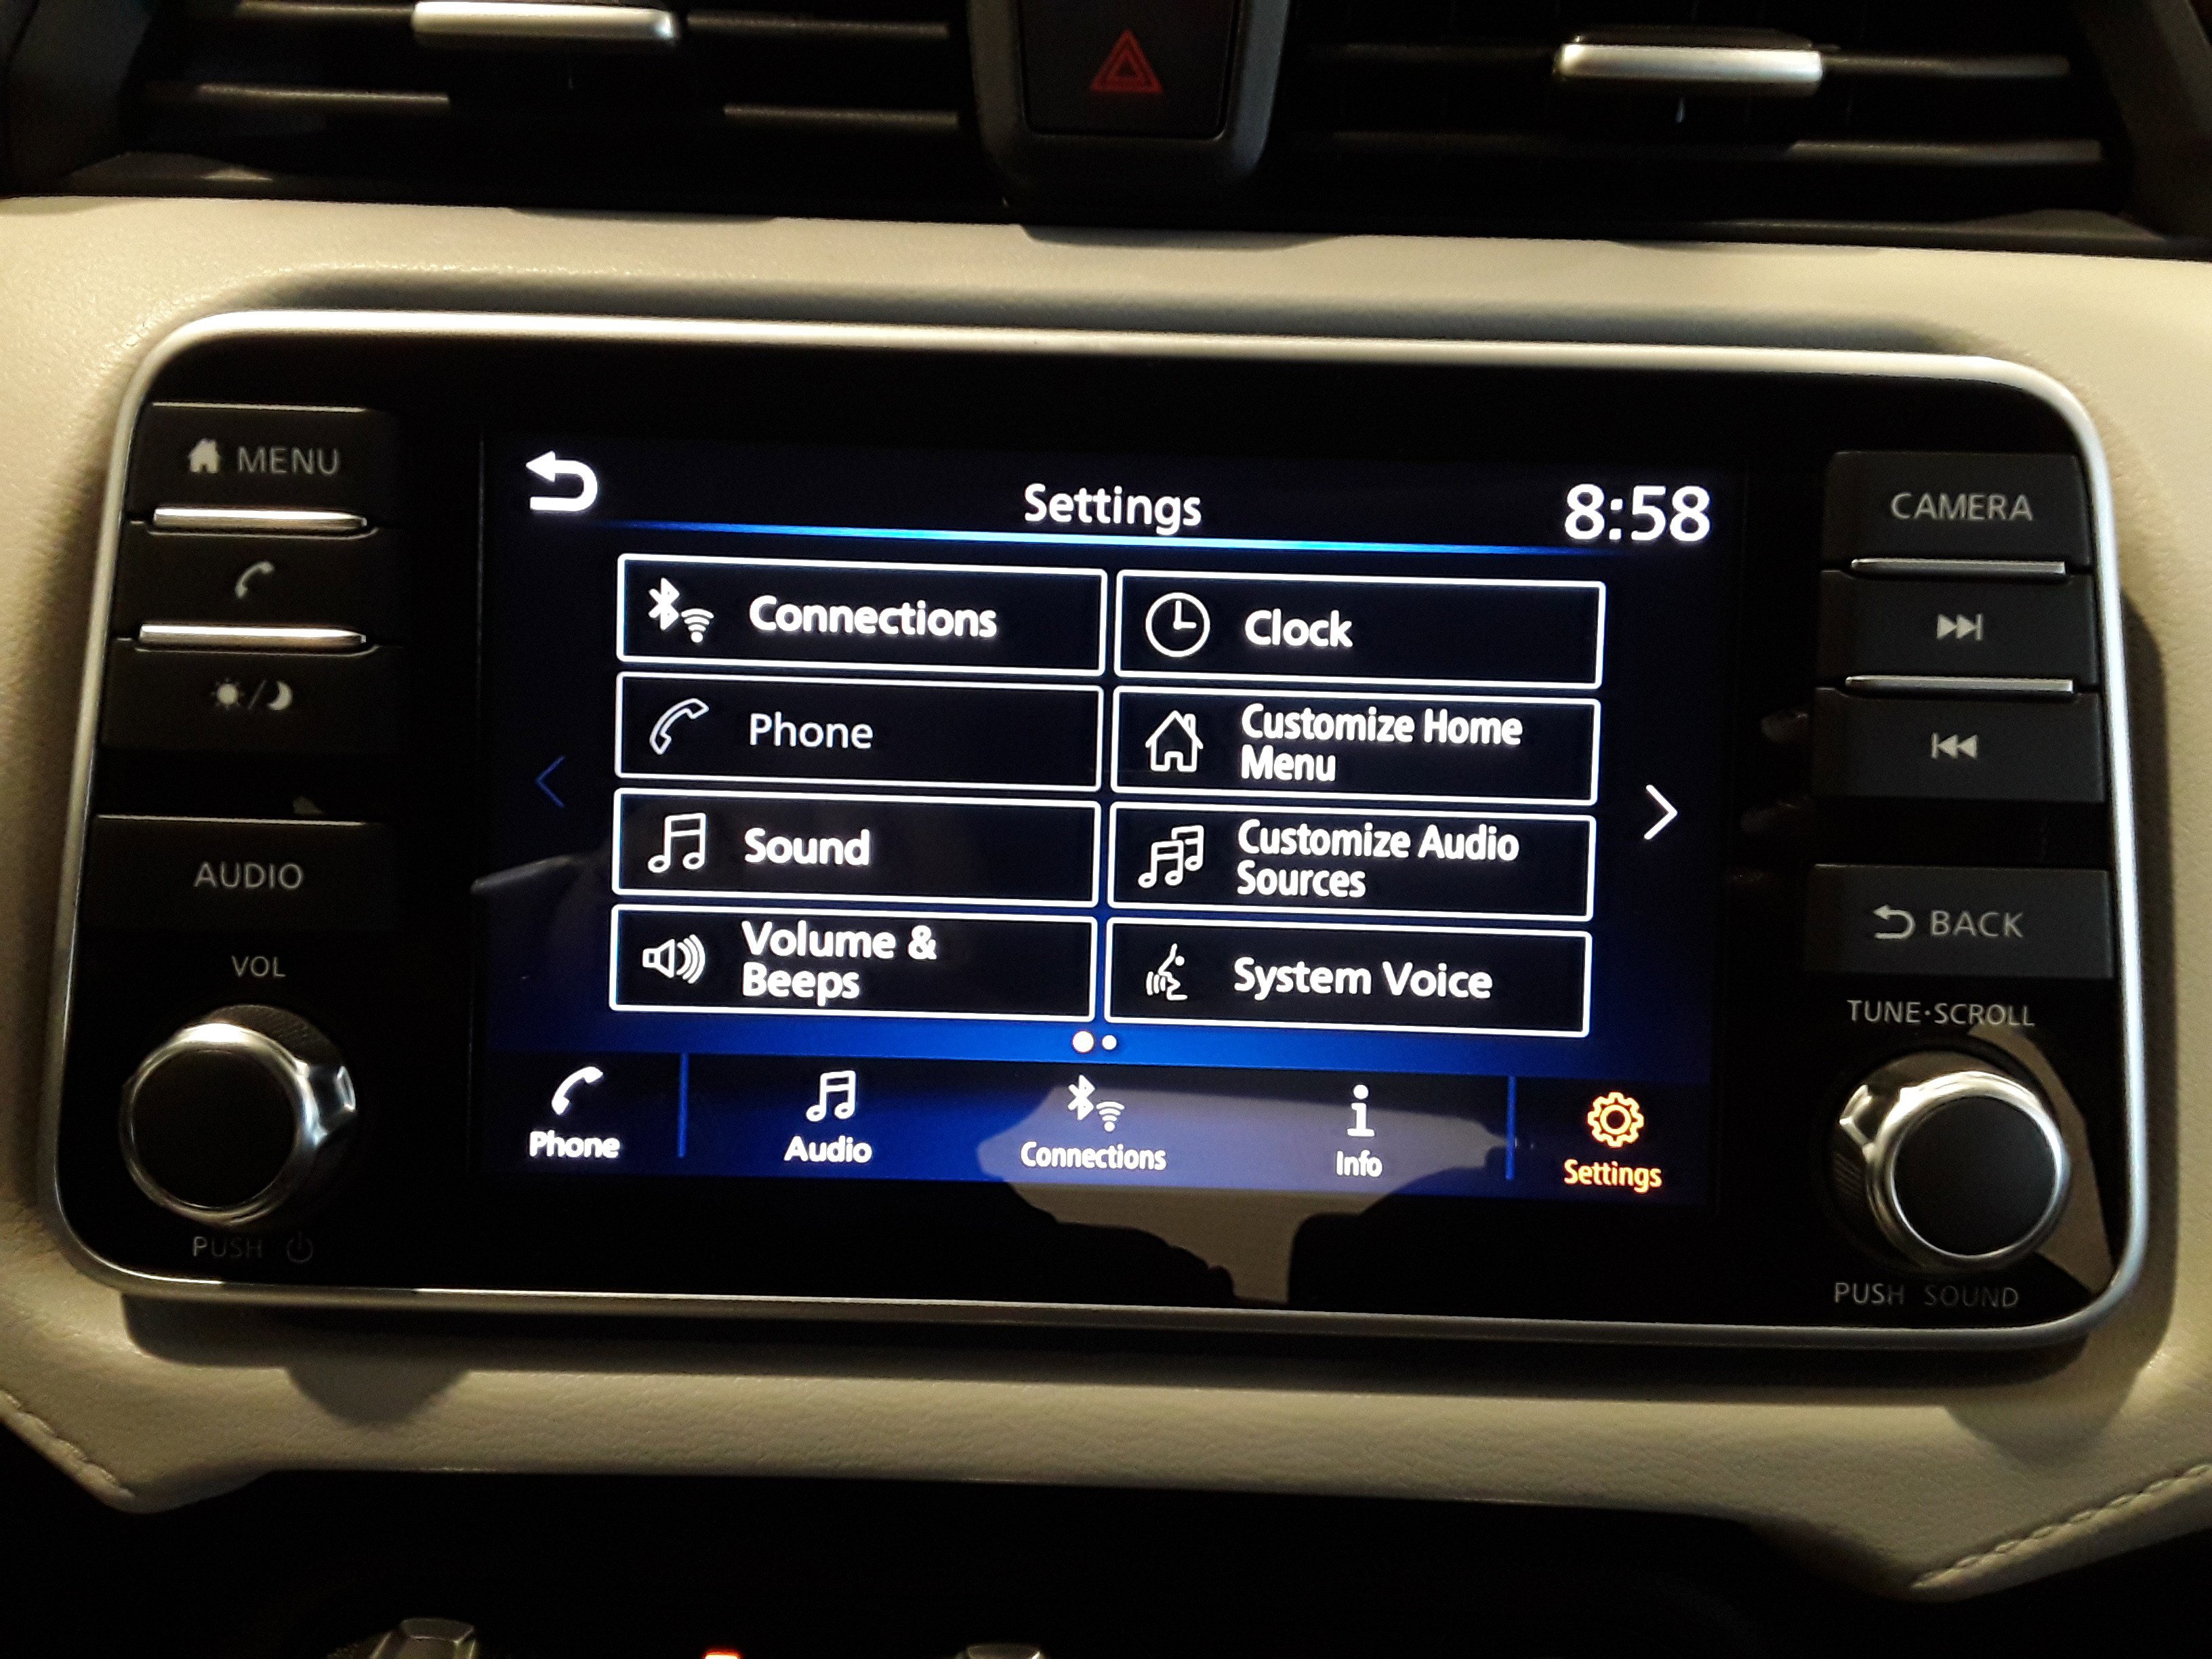 MENU
Settings
8:58
CAMERA
Connections
Clock
Phone
Customize Home
Menu
Sound
Customize Audio
Sources
AUDIO
BACK
Volume &
Beeps
System Voice
VOL
TUNE·SCROLL
Phone
Audio
Connections
Info
Settings
PUSH
PUSH SOUND